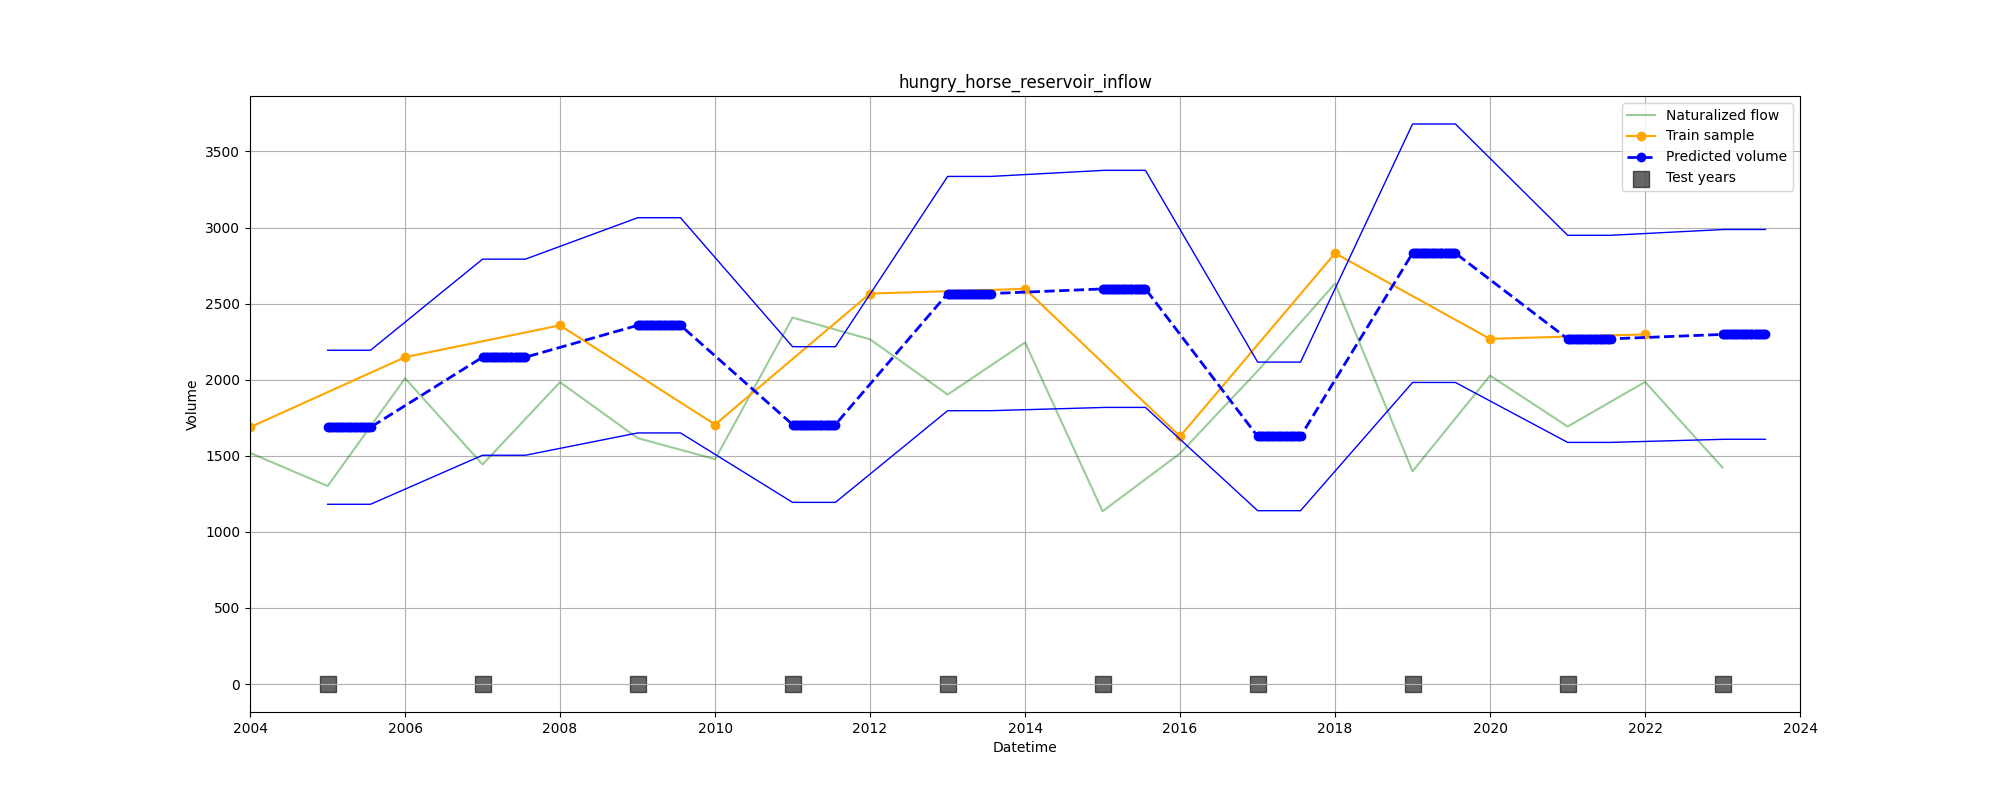 hungry_horse_reservoir_inflow
Naturalized flow
Train sample
Predicted volume
Test years
Volume
3500
3000
2500
2000
1500
1000
500
0
2004 2006 2008 2010 2012 2014 2016 2018 2020 2022 2024
Datetime